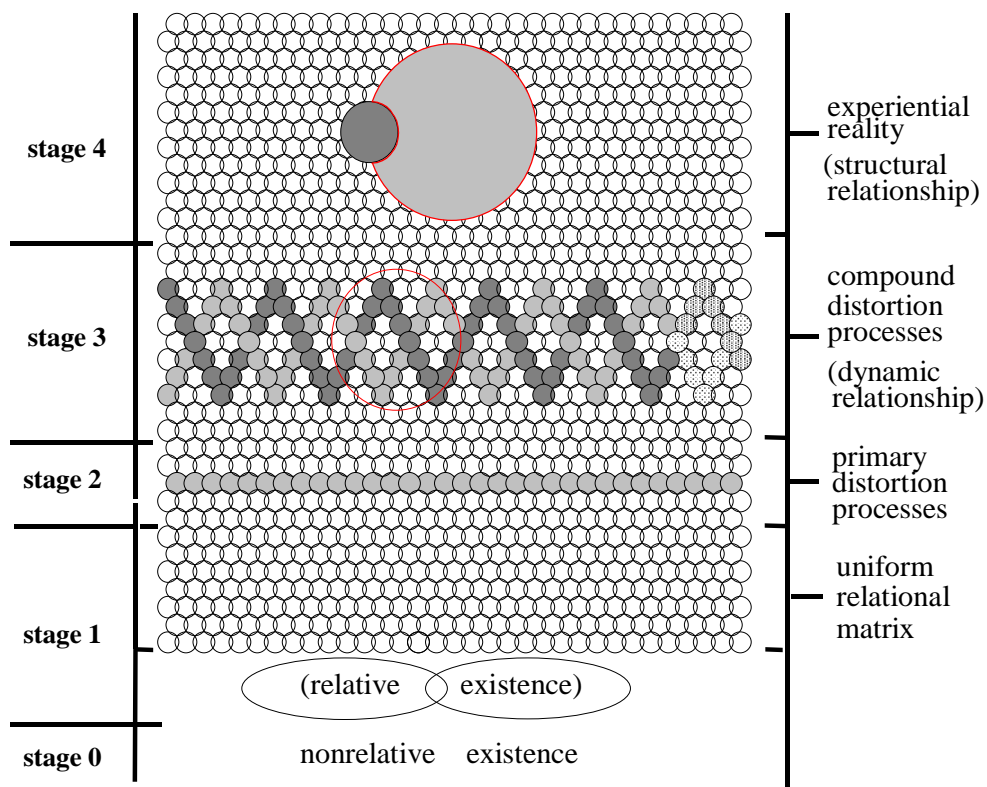 stage 4
stage 3
stage 2
stage 1
stage 0
(relative existence)
nonrelative existence
experiential
reality
(structural
relationship)
compound
distortion
processes
(dynamic
relationship)
primary
distortion
processes
uniform
relational
matrix